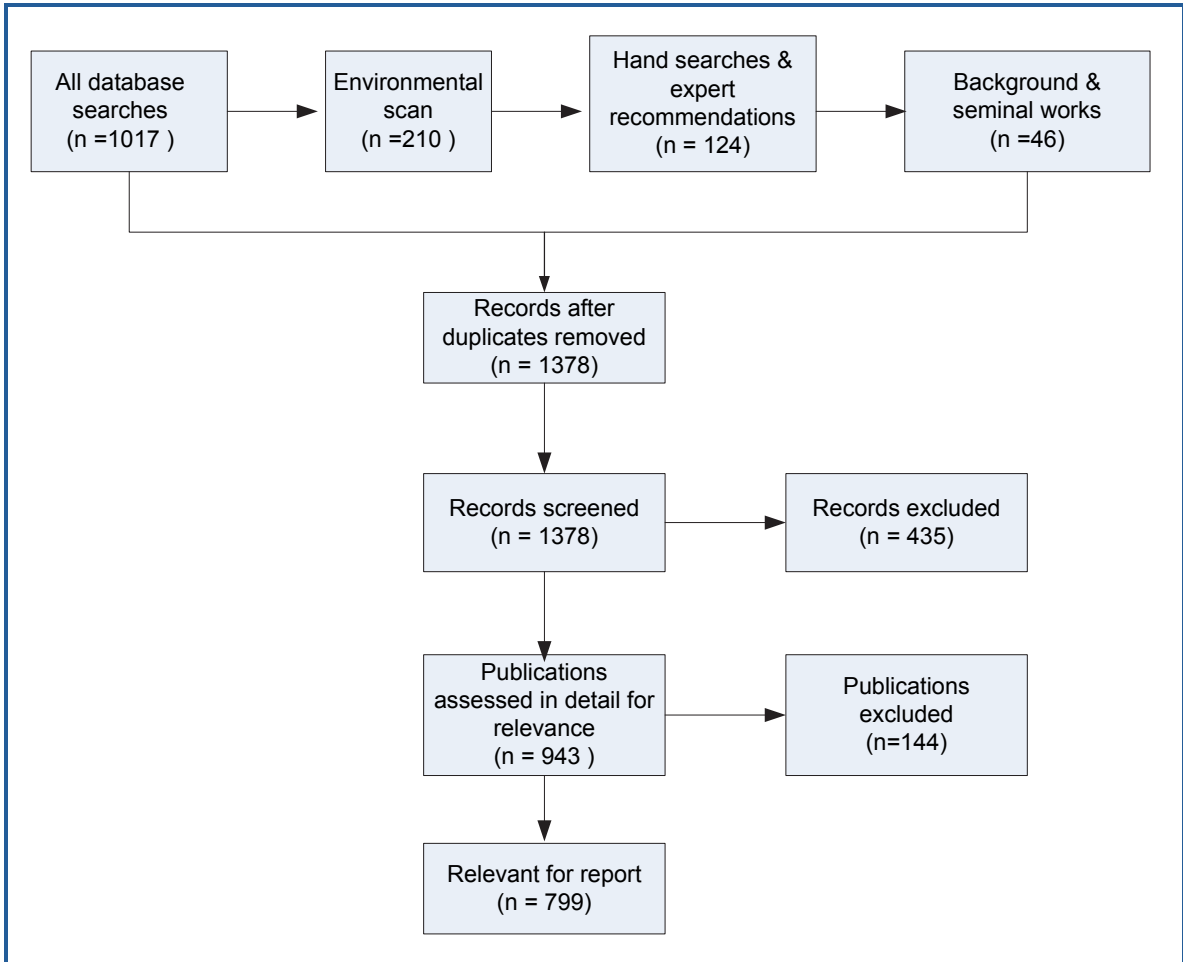 All database
searches
(n =1017 )
Environmental
scan
(n =210 )
Hand searches &
expert
recommendations
(n = 124)
Background &
seminal works
(n =46)
Records after
duplicates removed
(n = 1378)
Records screened
(n = 1378)
Records excluded
(n = 435)
Publications
assessed in detail for
relevance
(n = 943 )
Publications
excluded
(n=144)
Relevant for report
(n = 799)